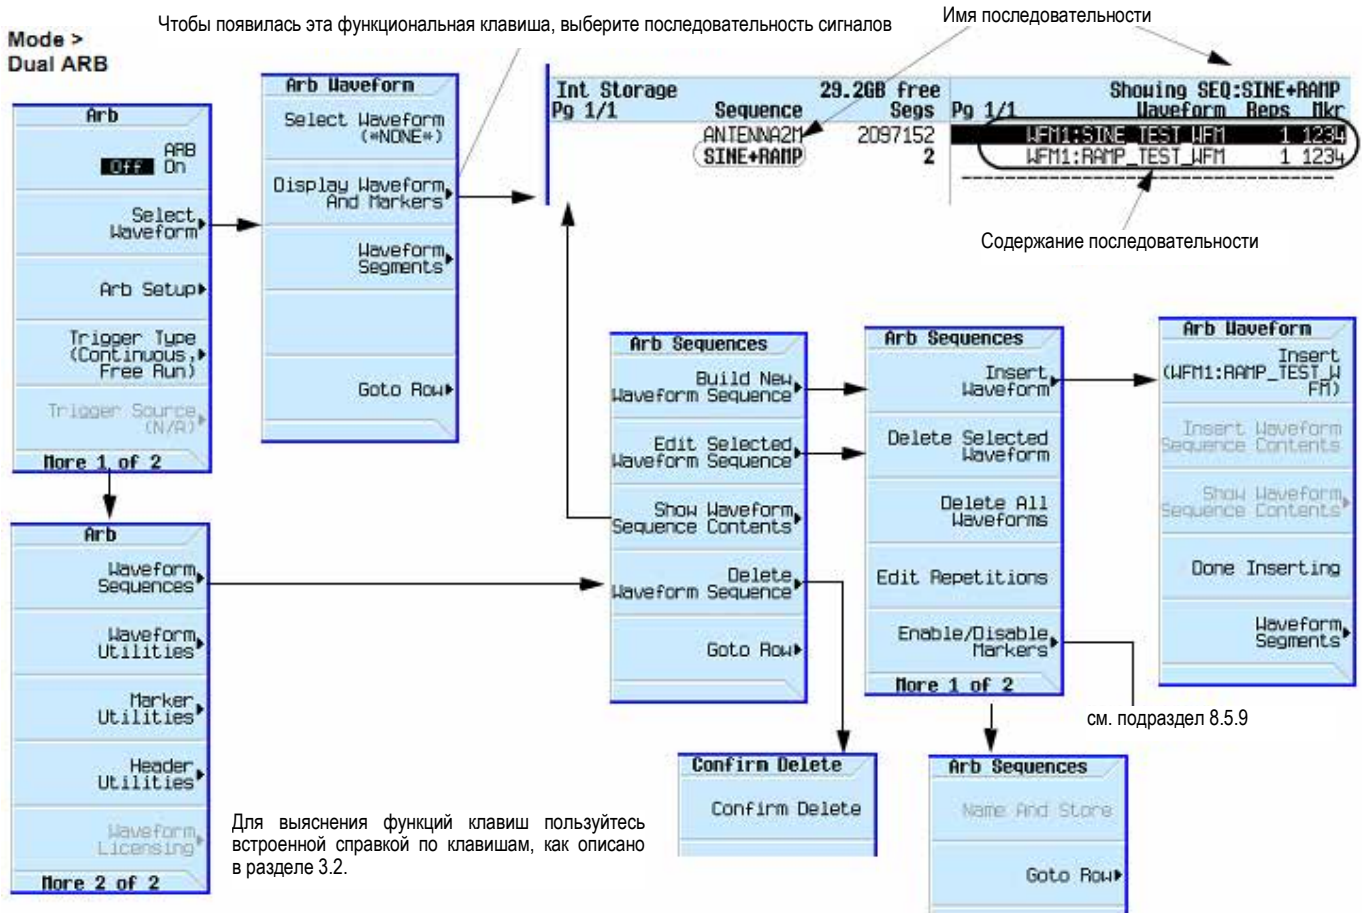 Чтобы появилась эта функциональная клавиша, выберите последовательность сигналов
Имя последовательности
Mode >
Dual ARB
Arb
ARB
Off On
Select
Waveform
Arb Setup
Trigger Type
(Continuous,
Free Run)
Trigger Source
(N/A)
More 1 of 2
Arb Waveform
Select Waveform
(*NONE*)
Display Waveform
And Markers
Waveform
Segments
Goto Row
Int Storage 29.2GB free
Pg 1/1 Sequence Segs
ANTENNA2M 2097152
SINE+RAMP 2
Showing SEQ:SINE+RAMP
Pg 1/1 Waveform Reps Mkr
WFM1:SINE_TEST_WFM 1 1234
WFM1:RAMP_TEST_WFM 1 1234
Содержание последовательности
Arb Sequences
Build New
Waveform Sequence
Edit Selected
Waveform Sequence
Show Waveform
Sequence Contents
Delete
Waveform Sequence
Goto Row
Arb Sequences
Insert
Waveform
Delete Selected
Waveform
Delete All
Waveforms
Edit Repetitions
Enable/Disable
Markers
More 1 of 2
Arb Waveform
Insert
(WFM1:RAMP_TEST_W
FM)
Insert Waveform
Sequence Contents
Show Waveform
Sequence Contents
Done Inserting
Waveform
Segments
см. подраздел 8.5.9
Arb
Waveform
Sequences
Waveform
Utilities
Marker
Utilities
Header
Utilities
Waveform
Licensing
More 2 of 2
Для выяснения функций клавиш пользуйтесь
встроенной справкой по клавишам, как описано
в разделе 3.2.
Confirm Delete
Confirm Delete
Arb Sequences
Name And Store
Goto Row